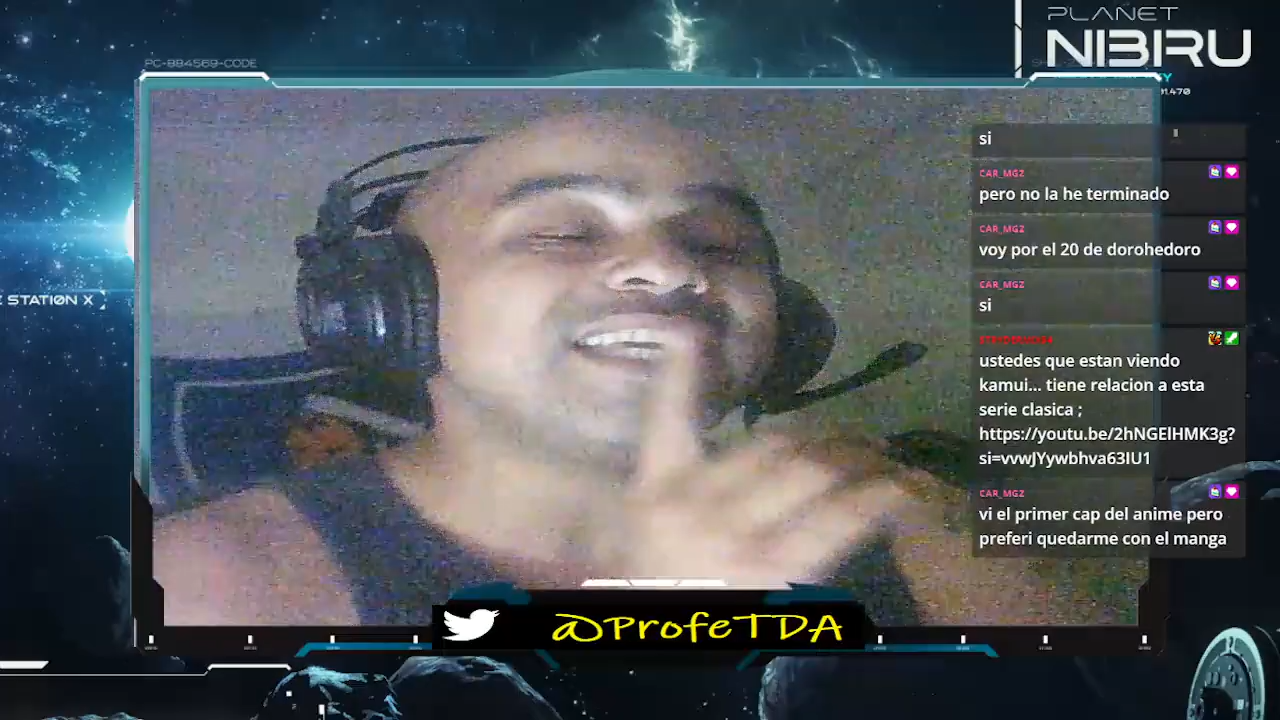 PLANET
NIBIRU
PC-884569-CODE
STATION X
si
CAR_MGZ
pero no la he terminado
CAR_MGZ
voy por el 20 de dorohedoro
CAR_MGZ
si
ustedes que estan viendo
kamui... tiene relacion a esta
serie clasica ;
https://youtu.be/2hNGElHMK3g?
si=vvwJYywbhva63IU1
CAR_MGZ
vi el primer cap del anime pero
preferi quedarme con el manga
@ProfeTDA